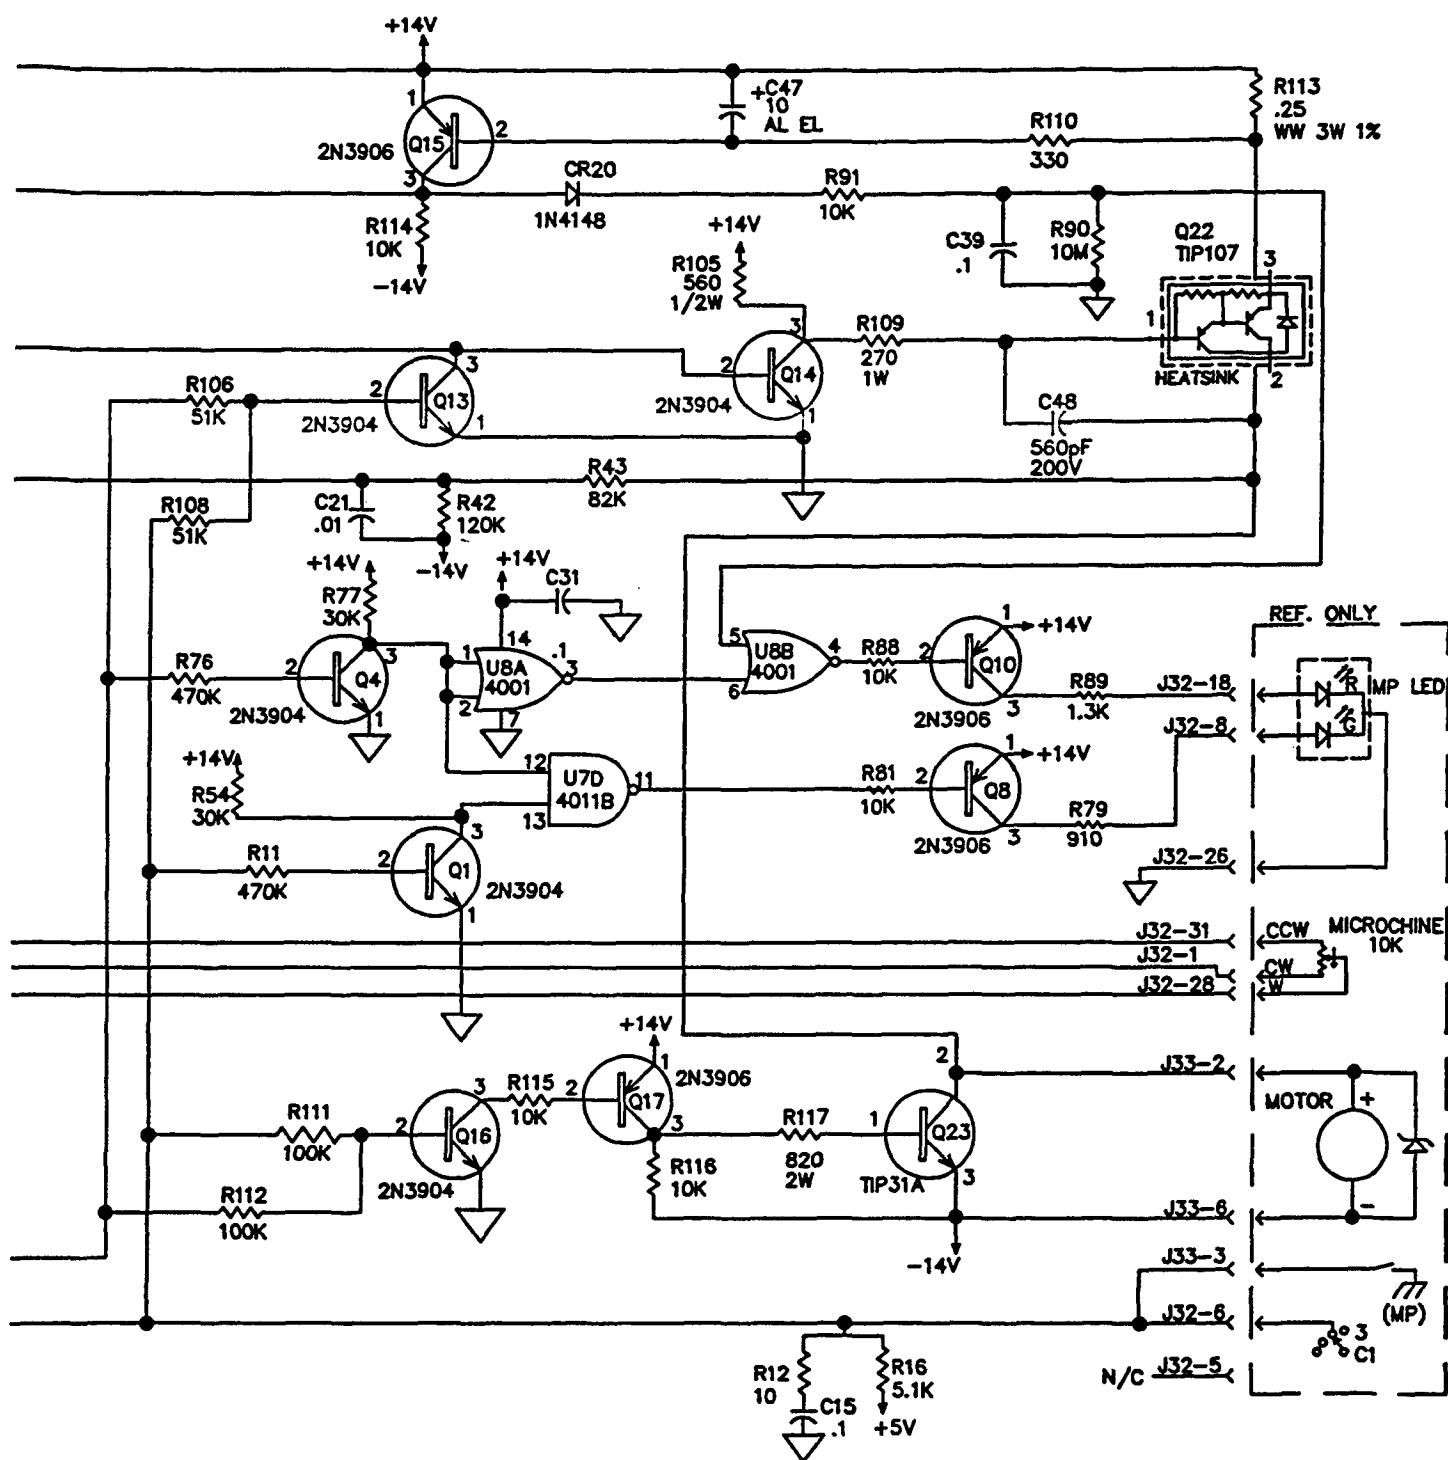 +14V
R113
.25
WW 3W 1%
+C47
10
AL EL
1
Q15
2
2N3906
3
R110
330
CR20
1N4148
R91
10K
R114
10K
-14V
+14V
R105
560
1/2W
C39
.1
R90
10M
Q22
TIP107
3
1
HEATSINK
2
R109
270
1W
3
2
Q14
2N3904
1
3
R106
51K
2
Q13
2N3904
1
C48
560pF
200V
R43
82K
R108
51K
C21
.01
R42
120K
-14V
+14V
R77
30K
+14V
C31
.1
14
1
U8A
4001
3
2
7
R76
470K
2
3
Q4
2N3904
1
5
U8B
4001
4
6
R88
10K
1
+14V
2
Q10
2N3906
3
R89
1.3K
J32-18
REF. ONLY
R
MP LED
G
J32-8
+14V
R54
30K
12
U7D
4011B
11
13
R81
10K
1
+14V
2
Q8
2N3906
3
R79
910
J32-26
R11
470K
3
2
Q1
2N3904
1
J32-31
CCW
MICROCHINE
10K
J32-1
CW
J32-28
W
+14V
1
2N3906
2
Q17
3
R115
10K
3
2
Q16
2N3904
R111
100K
R112
100K
R116
10K
R117
820
2W
2
1
Q23
TIP31A
3
-14V
J33-2
MOTOR
+
-
J33-6
J33-3
(MP)
J32-6
3
C1
N/C
J32-5
R12
10
C15
.1
R16
5.1K
+5V